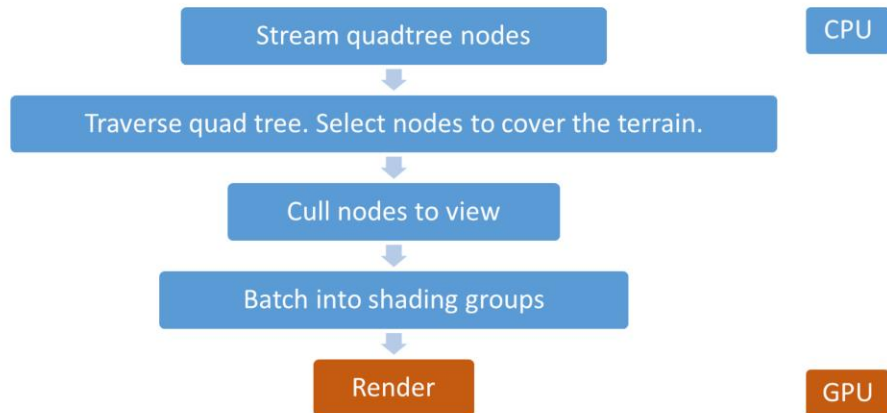 Stream quadtree nodes
CPU
Traverse quad tree. Select nodes to cover the terrain.
Cull nodes to view
Batch into shading groups
Render
GPU